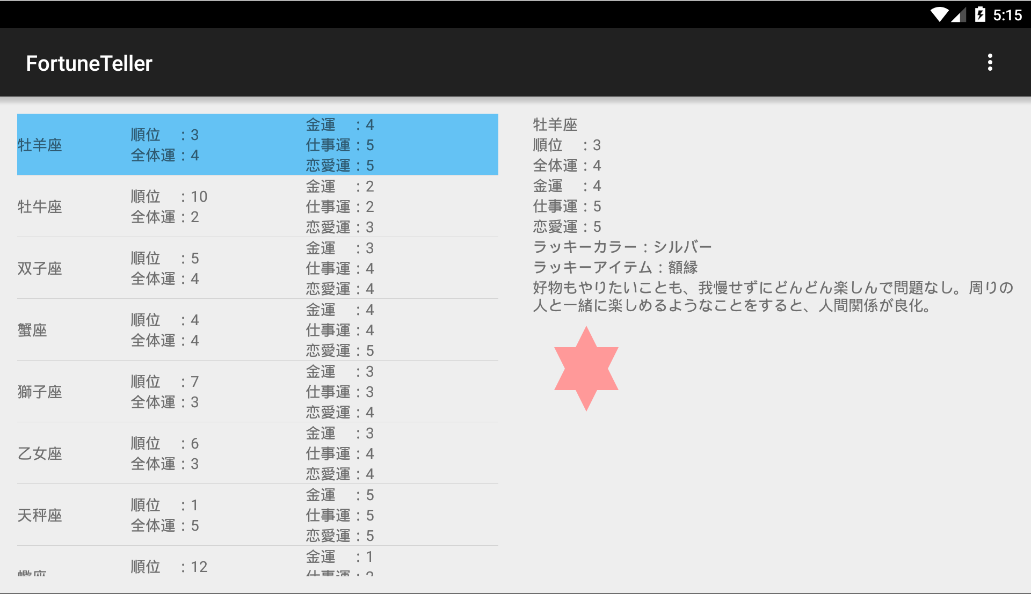 5:15
FortuneTeller
牡羊座
順位　：3
全体運：4
金運　：4
仕事運：5
恋愛運：5
牡牛座
順位　：10
全体運：2
金運　：2
仕事運：2
恋愛運：3
双子座
順位　：5
全体運：4
金運　：3
仕事運：4
恋愛運：4
蟹座
順位　：4
全体運：4
金運　：4
仕事運：4
恋愛運：5
獅子座
順位　：7
全体運：3
金運　：3
仕事運：3
恋愛運：4
乙女座
順位　：6
全体運：3
金運　：3
仕事運：4
恋愛運：4
天秤座
順位　：1
全体運：5
金運　：5
仕事運：5
恋愛運：5
順位　：12
金運　：1
牡羊座
順位　：3
全体運：4
金運　：4
仕事運：5
恋愛運：5
ラッキーカラー：シルバー
ラッキーアイテム：額縁
好物もやりたいことも、我慢せずにどんどん楽しんで問題なし。周りの
人と一緒に楽しめるようなことをすると、人間関係が良化。